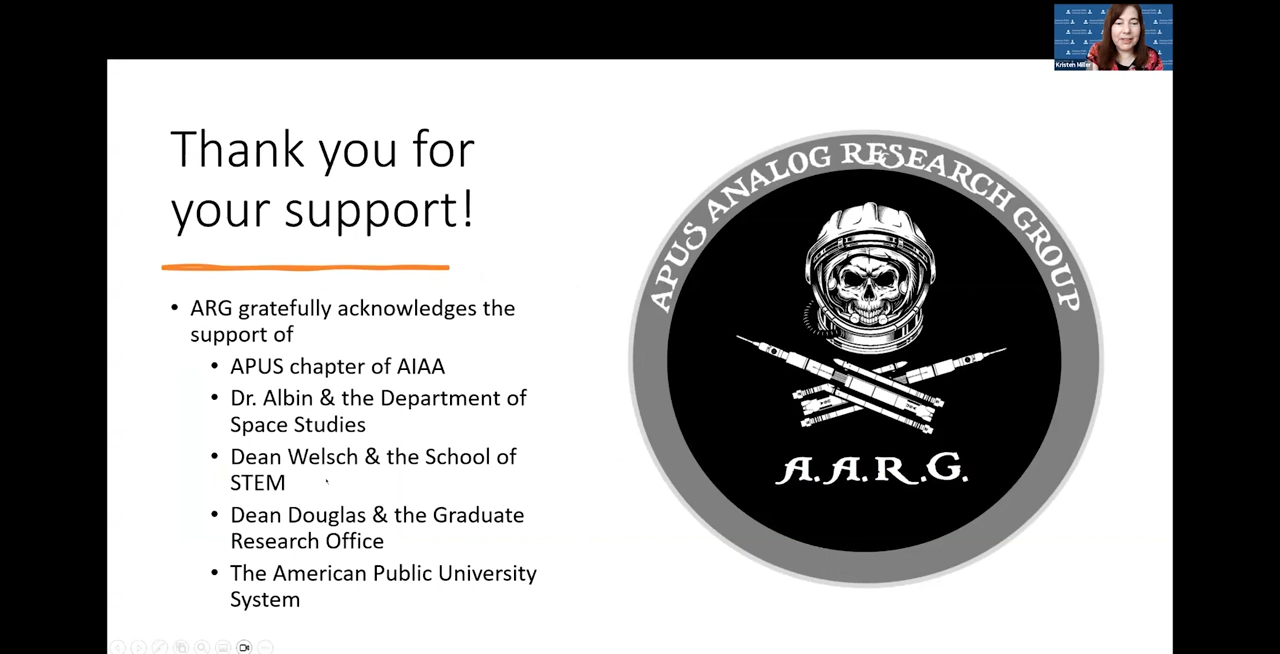 Kristen Miller
Thank you for
your support!
• ARG gratefully acknowledges the
support of
• APUS chapter of AIAA
• Dr. Albin & the Department of
Space Studies
• Dean Welsch & the School of
STEM
• Dean Douglas & the Graduate
Research Office
• The American Public University
System
APUS ANALOG RESEARCH GROUP
A.A.R.G.